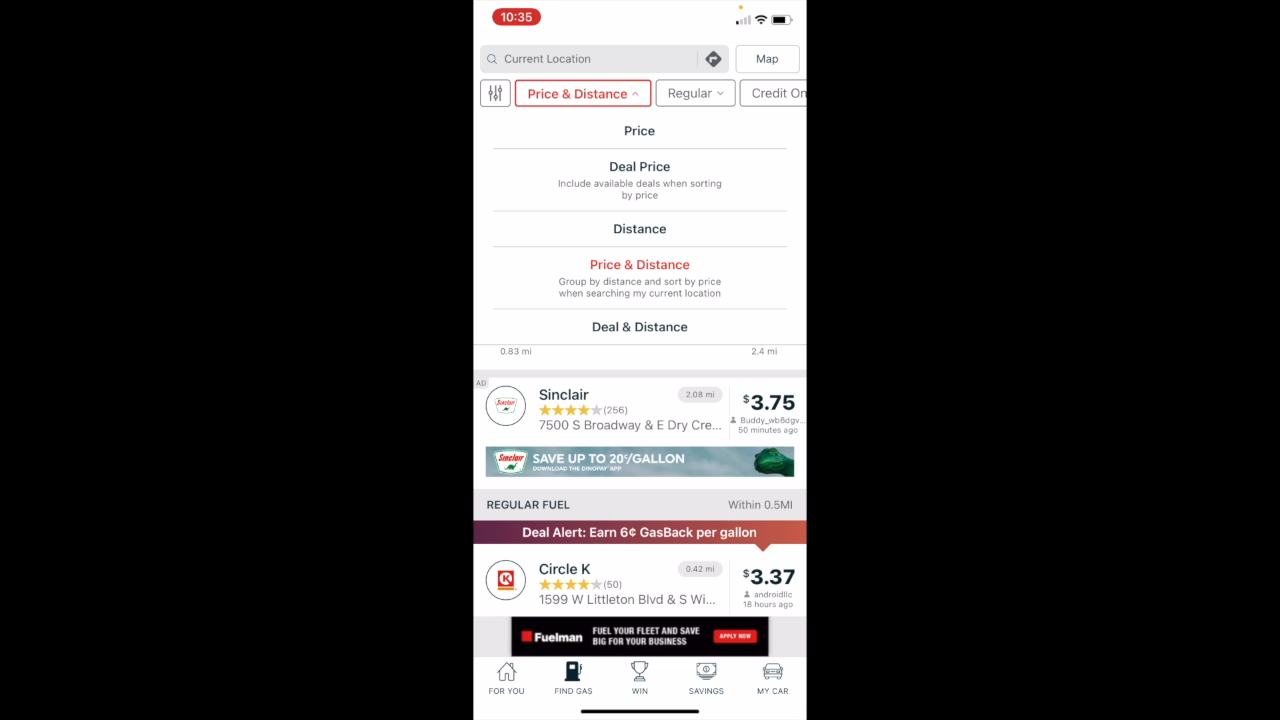 10:35
Current Location
Map
Price & Distance
Regular
Credit On
Price
Deal Price
Include available deals when sorting
by price
Distance
Price & Distance
Group by distance and sort by price
when searching my current location
Deal & Distance
0.83 mi
2.4 mi
AD
Sinclair
Sinclair
2.08 mi
$3.75
(256)
7500 S Broadway & E Dry Cre...
Buddy_wb6dgv...
50 minutes ago
Sinclair
SAVE UP TO 20¢/GALLON
DOWNLOAD THE DINOPAY APP
REGULAR FUEL
Within 0.5MI
Deal Alert: Earn 6¢ GasBack per gallon
K
Circle K
0.42 mi
$3.37
(50)
1599 W Littleton Blvd & S Wi...
androidllc
18 hours ago
Fuelman
FUEL YOUR FLEET AND SAVE
BIG FOR YOUR BUSINESS
APPLY NOW
FOR YOU
FIND GAS
WIN
SAVINGS
MY CAR